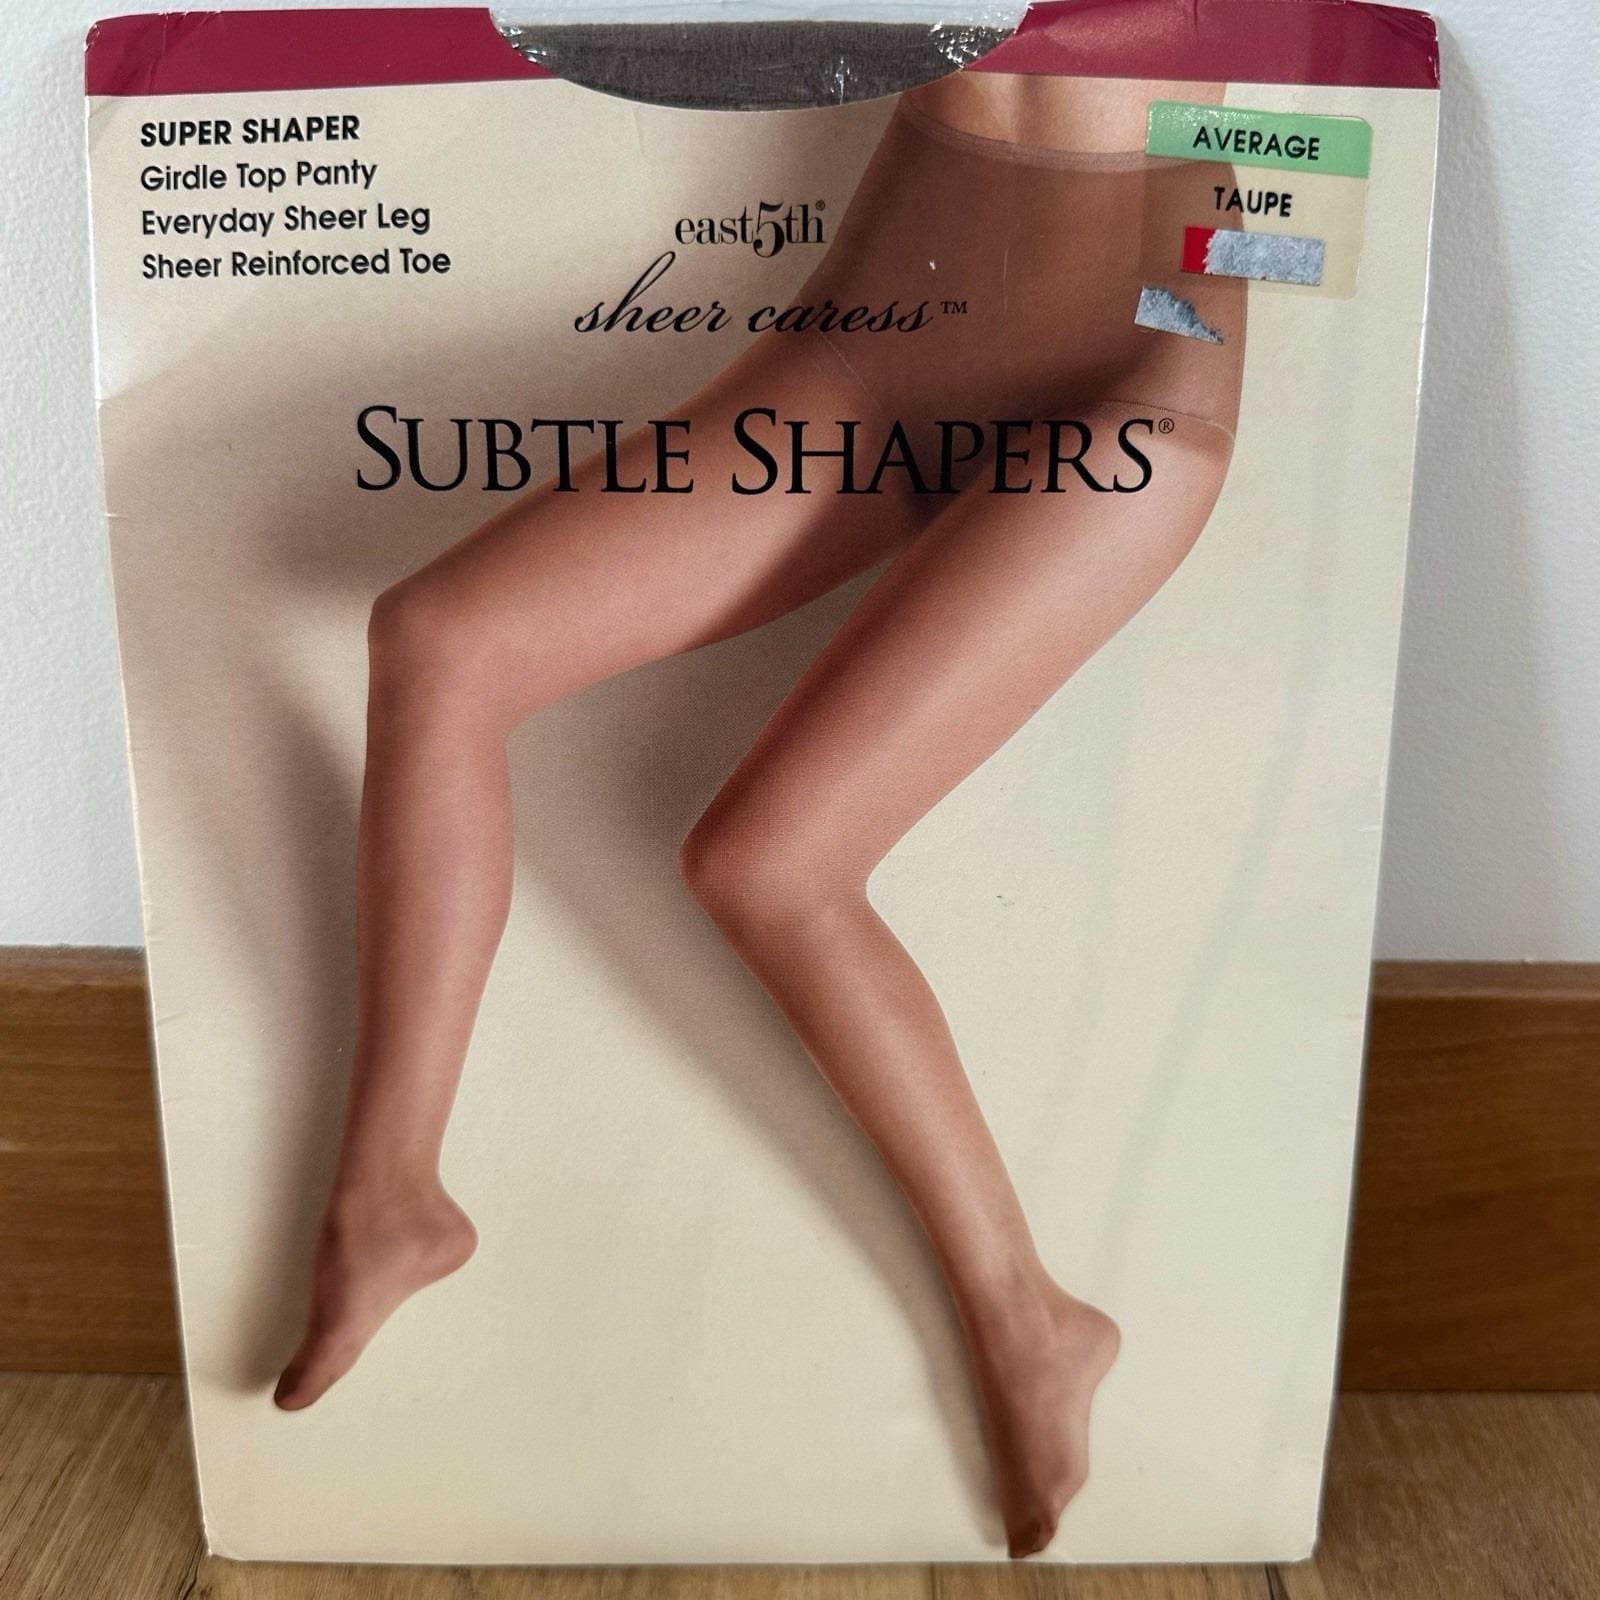 SUPER SHAPER
Girdle Top Panty
Everyday Sheer Leg
Sheer Reinforced Toe
east5th®
sheer caress™
SUBTLE SHAPERS®
AVERAGE
TAUPE